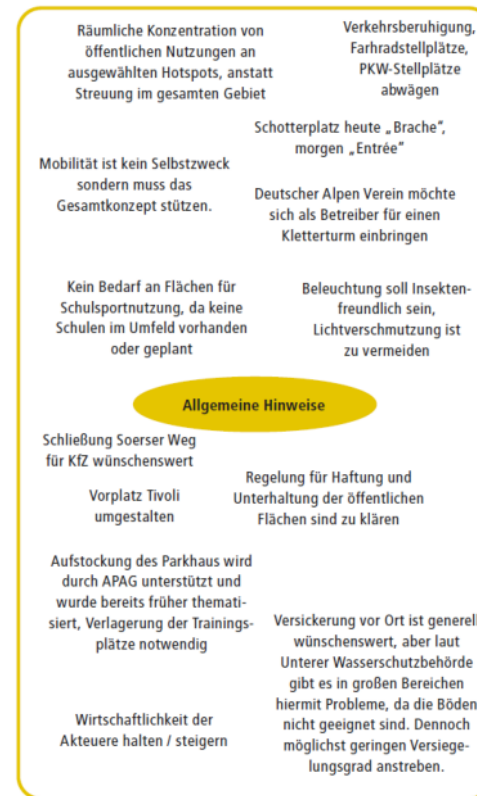 Räumliche Konzentration von
öffentlichen Nutzungen an
ausgewählten Hotspots, anstatt
Streuung im gesamten Gebiet
Verkehrsberuhigung,
Farhradstellplätze,
PKW-Stellplätze
abwägen
Schotterplatz heute „Brache“,
morgen „Entrée“
Mobilität ist kein Selbstzweck
sondern muss das
Gesamtkonzept stützen.
Deutscher Alpen Verein möchte
sich als Betreiber für einen
Kletterturm einbringen
Kein Bedarf an Flächen für
Schulsportnutzung, da keine
Schulen im Umfeld vorhanden
oder geplant
Beleuchtung soll Insekten-
freundlich sein,
Lichtverschmutzung ist
zu vermeiden
Allgemeine Hinweise
Schließung Soerser Weg
für KfZ wünschenswert
Regelung für Haftung und
Unterhaltung der öffentlichen
Flächen sind zu klären
Vorplatz Tivoli
umgestalten
Aufstockung des Parkhaus wird
durch APAG unterstützt und
wurde bereits früher themati-
siert, Verlagerung der Trainings-
plätze notwendig
Versickerung vor Ort ist generell
wünschenswert, aber laut
Unterer Wasserschutzbehörde
gibt es in großen Bereichen
hiermit Probleme, da die Böden
nicht geeignet sind. Dennoch
möglichst geringen Versiege-
lungsgrad anstreben.
Wirtschaftlichkeit der
Akteuere halten / steigern